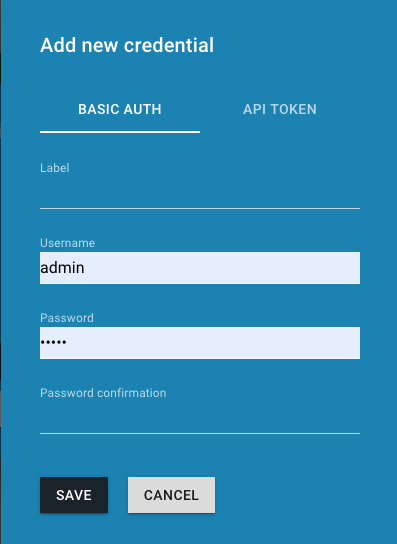 Add new credential
BASIC AUTH API TOKEN
Label
Username
admin
Password
•••••
Password confirmation
SAVE CANCEL